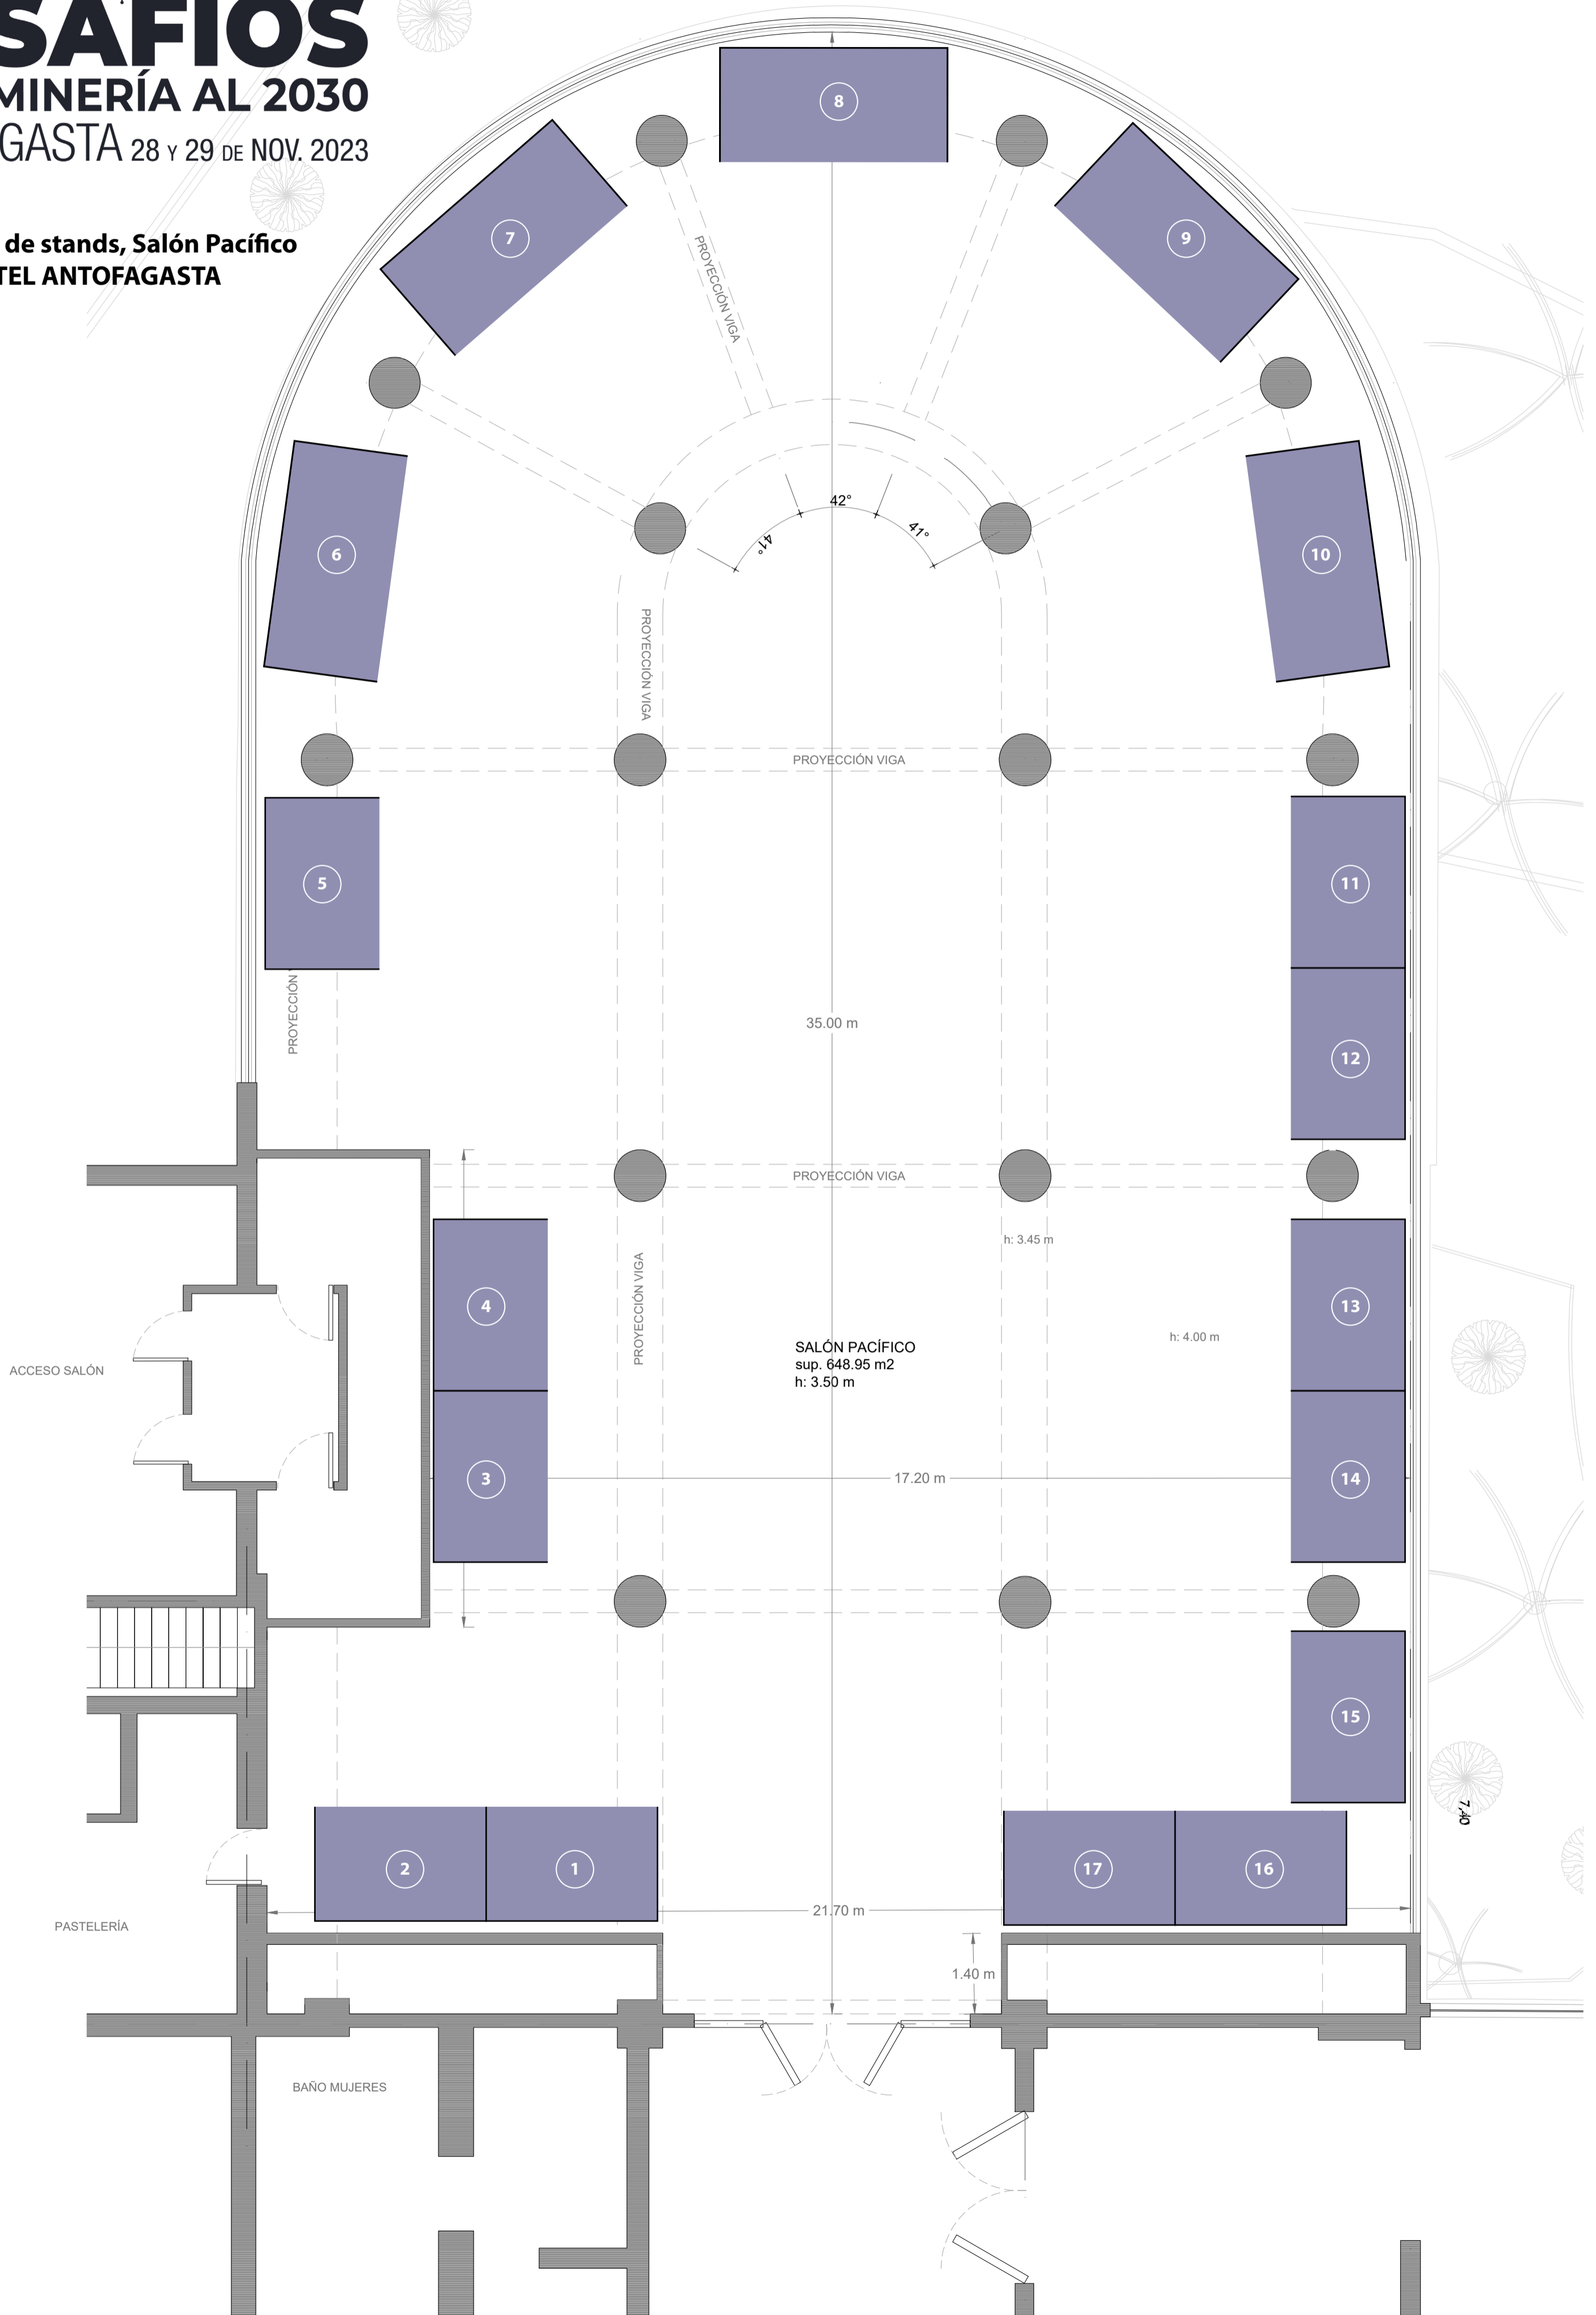 SAFIOS
MINERÍA AL 2030
GASTA 28 Y 29 DE NOV. 2023
de stands, Salón Pacífico
TEL ANTOFAGASTA
8
7
9
PROYECCIÓN VIGA
42°
41°
41°
6
10
PROYECCIÓN VIGA
PROYECCIÓN VIGA
5
11
PROYECCIÓN
35.00 m
12
PROYECCIÓN VIGA
h: 3.45 m
4
PROYECCIÓN VIGA
13
h: 4.00 m
SALÓN PACÍFICO
sup. 648.95 m2
h: 3.50 m
ACCESO SALÓN
3
17.20 m
14
15
7,40
2
1
17
16
21.70 m
PASTELERÍA
1.40 m
BAÑO MUJERES